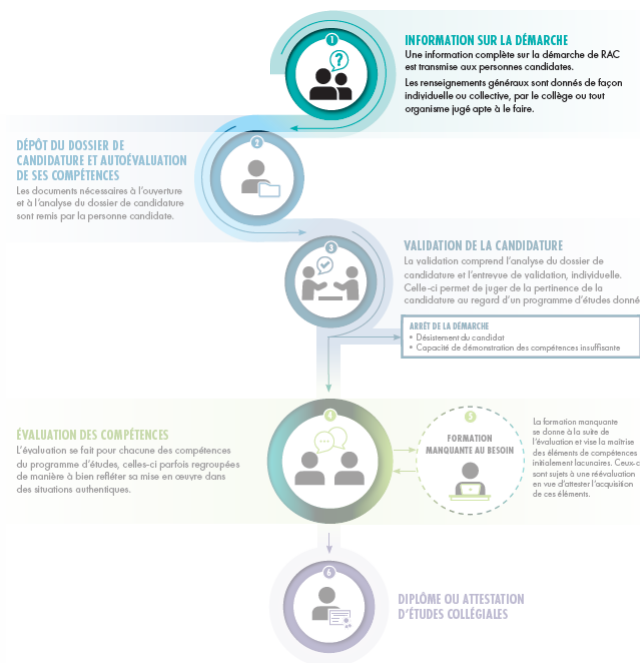 1
?
INFORMATION SUR LA DÉMARCHE
Une information complète sur la démarche de RAC
est transmise aux personnes candidates.
Les renseignements généraux sont donnés de façon
individuelle ou collective, par le collège ou tout
organisme jugé apte à le faire.
DÉPÔT DU DOSSIER DE
CANDIDATURE ET AUTOÉVALUATION
DE SES COMPÉTENCES
Les documents nécessaires à l'ouverture
et à l'analyse du dossier de candidature
sont remis par la personne candidate.
2
3
VALIDATION DE LA CANDIDATURE
La validation comprend l'analyse du dossier de
candidature et l'entrevue de validation, individuelle.
Celle-ci permet de juger de la pertinence de la
candidature au regard d'un programme d'études donné
ARRÊT DE LA DÉMARCHE
• Désistement du candidat
• Capacité de démonstration des compétences insuffisante
ÉVALUATION DES COMPÉTENCES
L'évaluation se fait pour chacune des compétences
du programme d'études, celles-ci parfois regroupées
de manière à bien refléter sa mise en œuvre dans
des situations authentiques.
4
5
FORMATION
MANQUANTE AU BESOIN
La formation manquante
se donne à la suite de
l'évaluation et vise la maîtrise
des éléments de compétences
initialement lacunaires. Ceux-c
sont sujets à une réévaluation
en vue d'attester l'acquisition
de ces éléments.
6
DIPLÔME OU ATTESTATION
D'ÉTUDES COLLÉGIALES